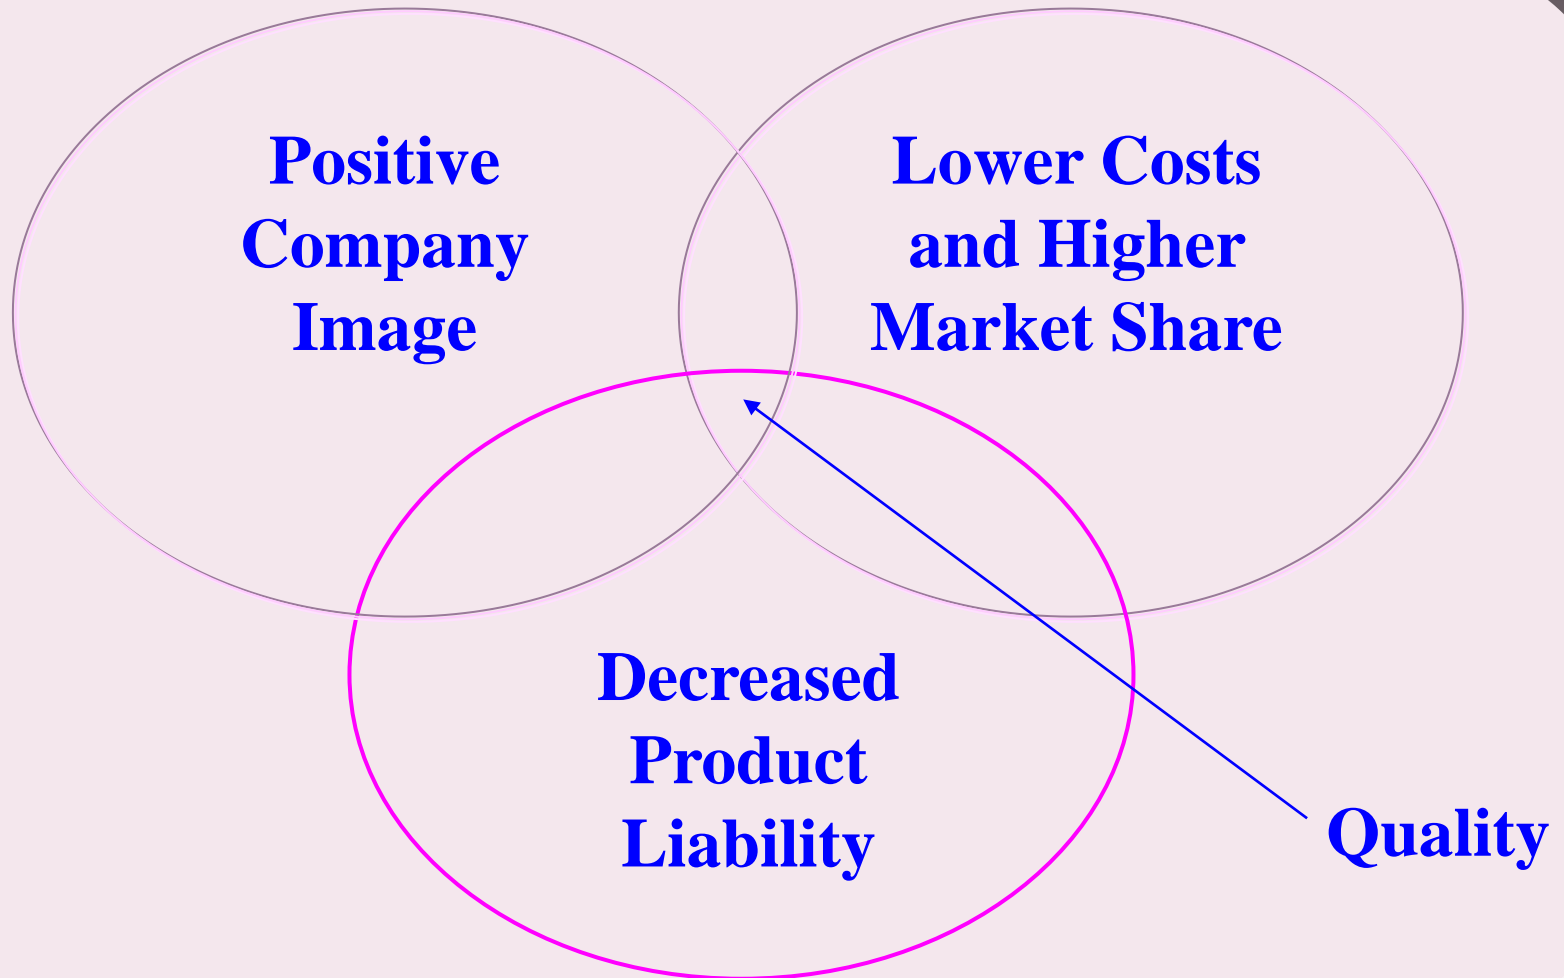 Positive
Company
Image
Lower Costs
and Higher
Market Share
Decreased
Product
Liability
Quality